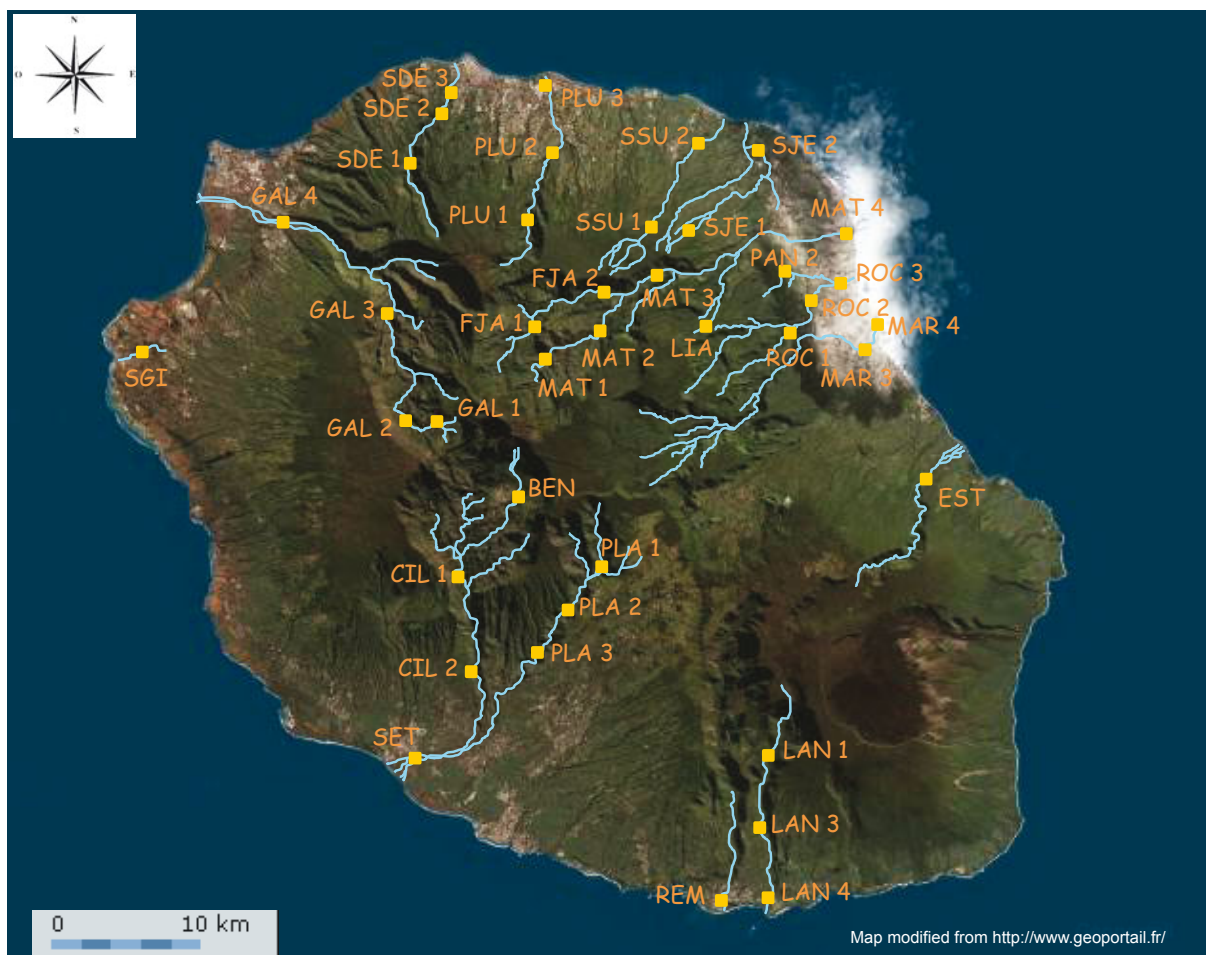 N
O
E
S
SDE 3
PLU 3
SDE 2
SSU 2
SJE 2
PLU 2
SDE 1
GAL 4
MAT 4
PLU 1
SSU 1
SJE 1
PAN 2
ROC 3
FJA 2
MAT 3
ROC 2
GAL 3
FJA 1
MAR 4
LIA
ROC 1
MAT 2
SGI
MAR 3
MAT 1
GAL 1
GAL 2
BEN
EST
PLA 1
CIL 1
PLA 2
PLA 3
CIL 2
SET
LAN 1
LAN 3
REM
LAN 4
0 10 km
Map modified from http://www.geoportail.fr/